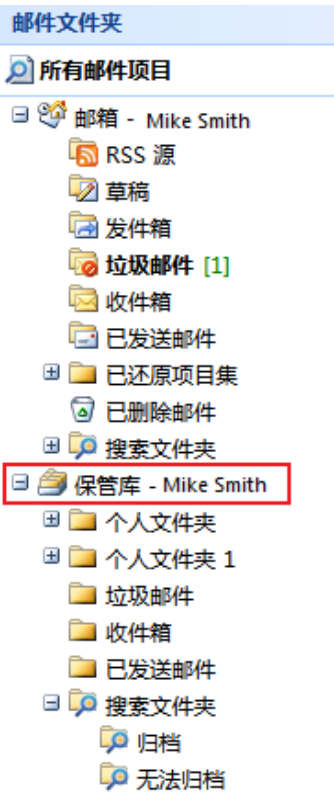 邮件文件夹
所有邮件项目
邮箱 - Mike Smith
RSS 源
草稿
发件箱
垃圾邮件 [1]
收件箱
已发送邮件
已还原项目集
已删除邮件
搜索文件夹
保管库 - Mike Smith
个人文件夹
个人文件夹 1
垃圾邮件
收件箱
已发送邮件
搜索文件夹
归档
无法归档